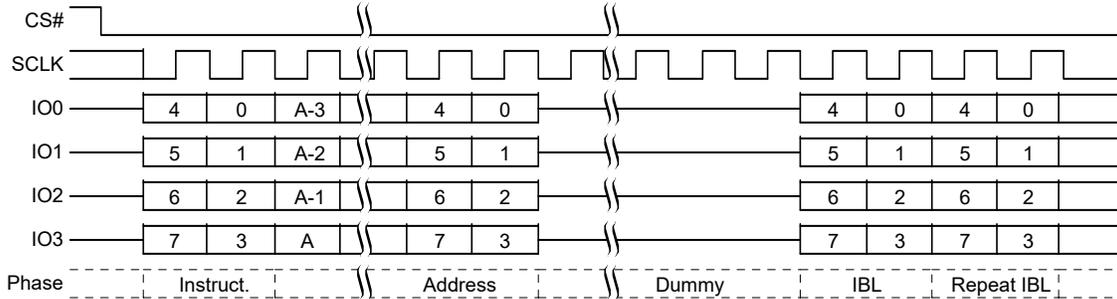 CS#
SCLK
IO0 4 0 A-3 4 0 4 0 4 0
IO1 5 1 A-2 5 1 5 1 5 1
IO2 6 2 A-1 6 2 6 2 6 2
IO3 7 3 A 7 3 7 3 7 3
Phase Instruct. Address Dummy IBL Repeat IBL